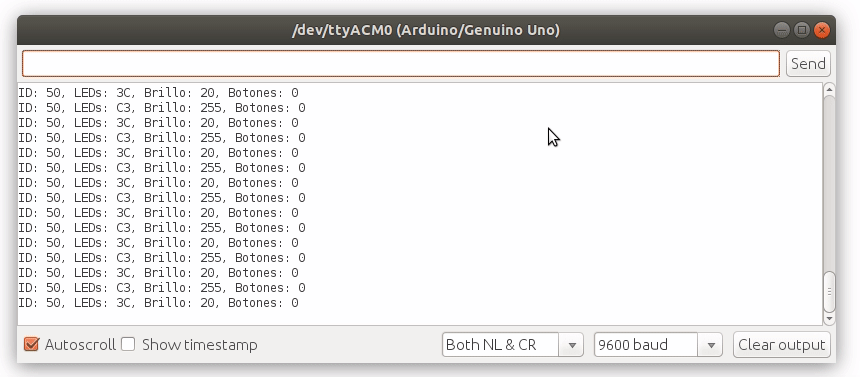 /dev/ttyACM0 (Arduino/Genuino Uno)
Send
ID: 50, LEDs: 3C, Brillo: 20, Botones: 0
ID: 50, LEDs: C3, Brillo: 255, Botones: 0
ID: 50, LEDs: 3C, Brillo: 20, Botones: 0
ID: 50, LEDs: C3, Brillo: 255, Botones: 0
ID: 50, LEDs: 3C, Brillo: 20, Botones: 0
ID: 50, LEDs: C3, Brillo: 255, Botones: 0
ID: 50, LEDs: 3C, Brillo: 20, Botones: 0
ID: 50, LEDs: C3, Brillo: 255, Botones: 0
ID: 50, LEDs: 3C, Brillo: 20, Botones: 0
ID: 50, LEDs: C3, Brillo: 255, Botones: 0
ID: 50, LEDs: 3C, Brillo: 20, Botones: 0
ID: 50, LEDs: C3, Brillo: 255, Botones: 0
ID: 50, LEDs: 3C, Brillo: 20, Botones: 0
ID: 50, LEDs: C3, Brillo: 255, Botones: 0
ID: 50, LEDs: 3C, Brillo: 20, Botones: 0
Autoscroll Show timestamp Both NL & CR 9600 baud Clear output